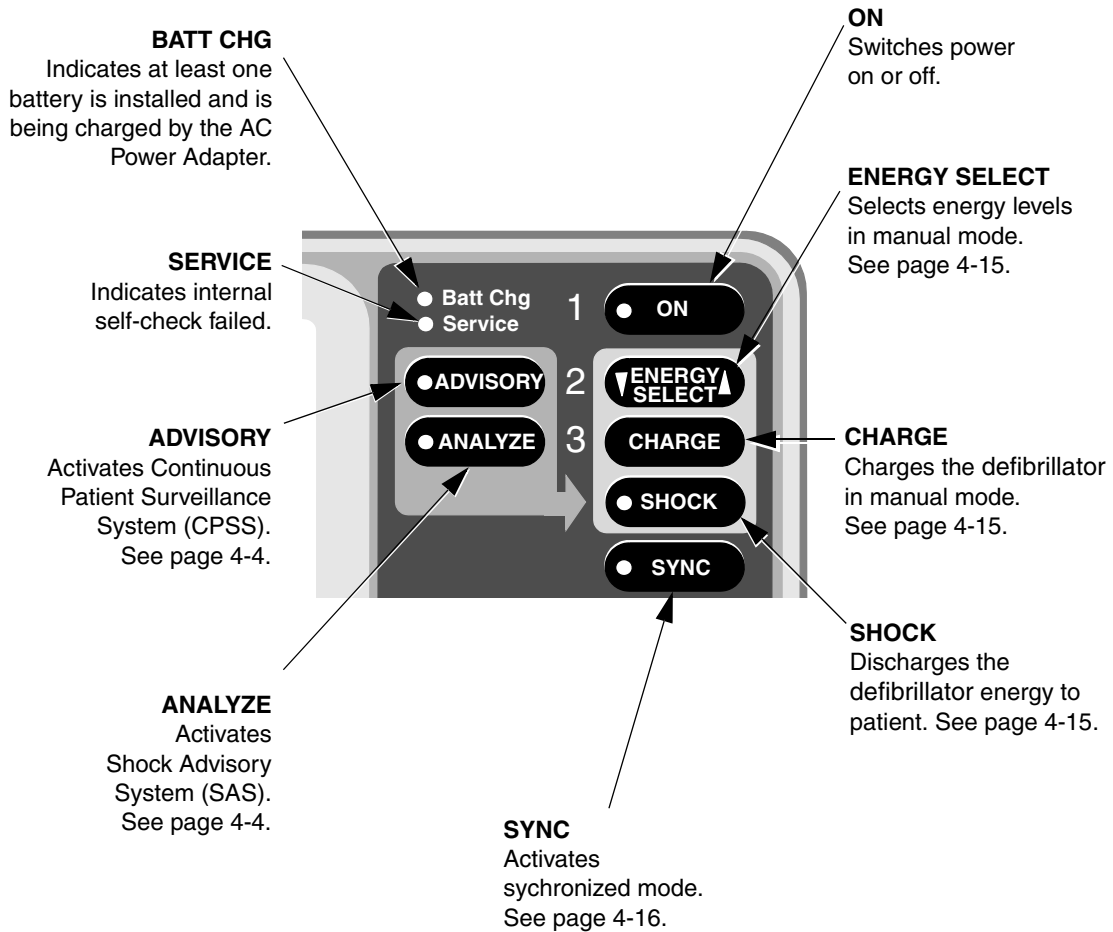 BATT CHG
Indicates at least one
battery is installed and is
being charged by the AC
Power Adapter.
SERVICE
Indicates internal
self-check failed.
ADVISORY
Activates Continuous
Patient Surveillance
System (CPSS).
See page 4-4.
ANALYZE
Activates
Shock Advisory
System (SAS).
See page 4-4.
Batt Chg
Service
1
ON
ADVISORY
2
ENERGY
SELECT
ANALYZE
3
CHARGE
SHOCK
SYNC
ON
Switches power
on or off.
ENERGY SELECT
Selects energy levels
in manual mode.
See page 4-15.
CHARGE
Charges the defibrillator
in manual mode.
See page 4-15.
SHOCK
Discharges the
defibrillator energy to
patient. See page 4-15.
SYNC
Activates
sychronized mode.
See page 4-16.